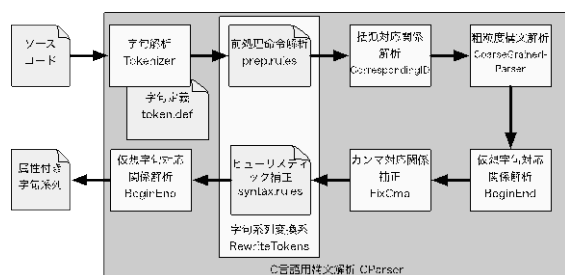 ソース
コード
字句解析
Tokenizer
字句定義
token.def
前処理命令解析
prep.rules
括弧対応関係
解析
CorrespondingID
粗粒度構文解析
CoarseGrained-
Parser
属性付き
字句系列
仮想字句対応
関係解析
BeginEnd
ヒューリスティ
ック補正
syntax.rules
カンマ対応関係
補正
FixCma
仮想字句対応
関係解析
BeginEnd
字句系列変換系
RewriteTokens
C言語用構文解析 CParser